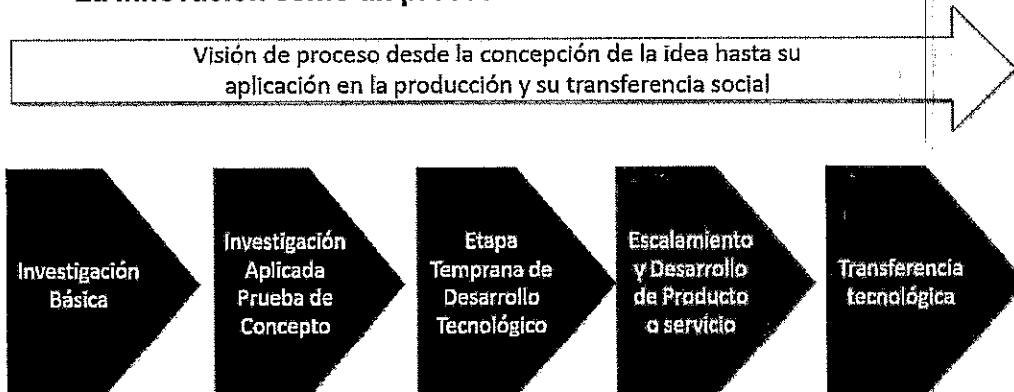 Visión de proceso desde la concepción de la idea hasta su
aplicación en la producción y su transferencia social
Investigación
Básica
Investigación
Aplicada
Prueba de
Concepto
Etapa
Temprana de
Desarrollo
Tecnológico
Escalamiento
y Desarrollo
de Producto
o servicio
Transferencia
tecnológica